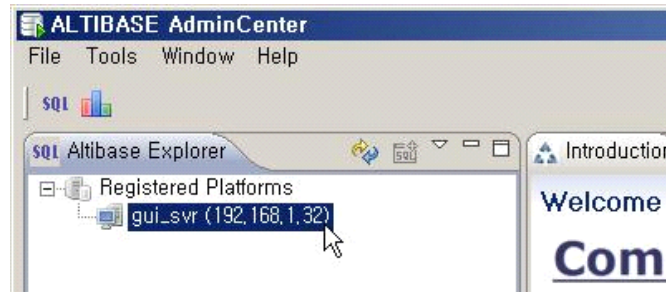 ALTIBASE AdminCenter
File Tools Window Help
SQL
SQL Altibase Explorer
SQL
Introduction
Registered Platforms
gui_svr (192,168,1,32)
Welcome
Com